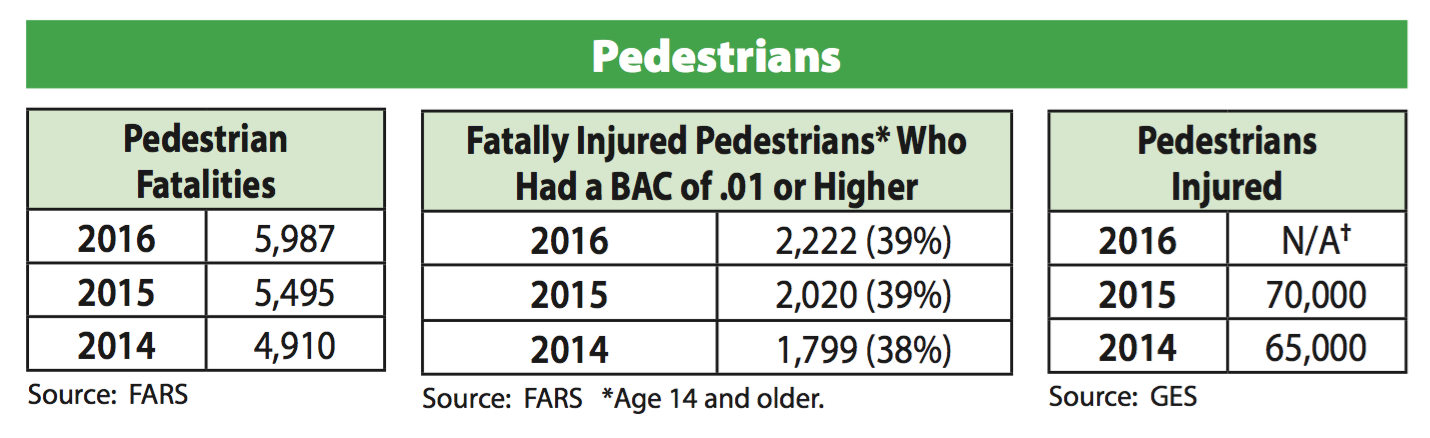 Pedestrians
Pedestrian
Fatalities
2016 5,987
2015 5,495
2014 4,910
Source: FARS
Fatally Injured Pedestrians* Who
Had a BAC of .01 or Higher
2016 2,222 (39%)
2015 2,020 (39%)
2014 1,799 (38%)
Source: FARS *Age 14 and older.
Pedestrians
Injured
2016 N/A†
2015 70,000
2014 65,000
Source: GES